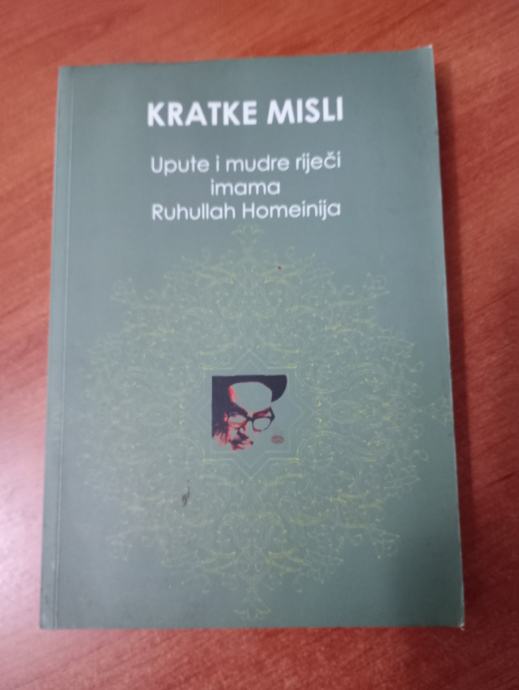 KRATKE MISLI
Upute i mudre riječi
imama
Ruhullah Homeinija